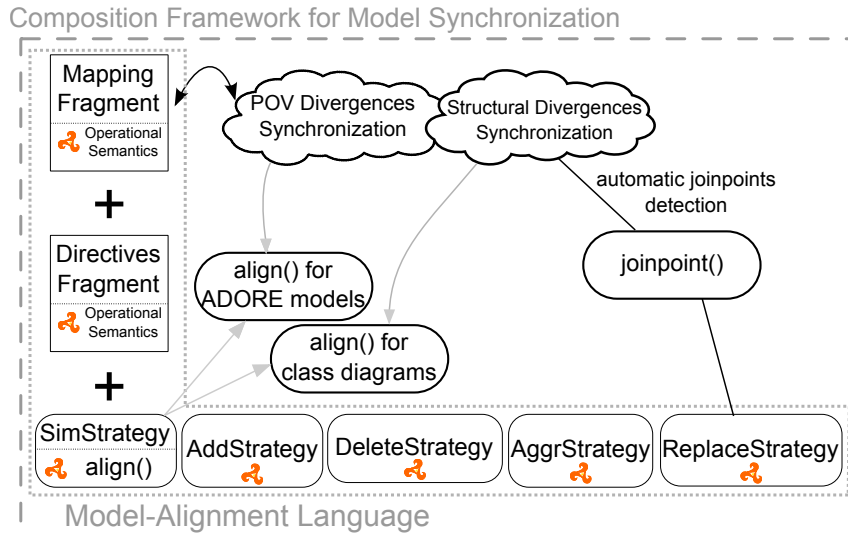 Composition Framework for Model Synchronization
Mapping
Fragment
Operational
Semantics
POV Divergences
Synchronization
Structural Divergences
Synchronization
automatic joinpoints
detection
+
Directives
Fragment
Operational
Semantics
align() for
ADORE models
joinpoint()
align() for
class diagrams
+
SimStrategy
align()
AddStrategy
DeleteStrategy
AggrStrategy
ReplaceStrategy
Model-Alignment Language